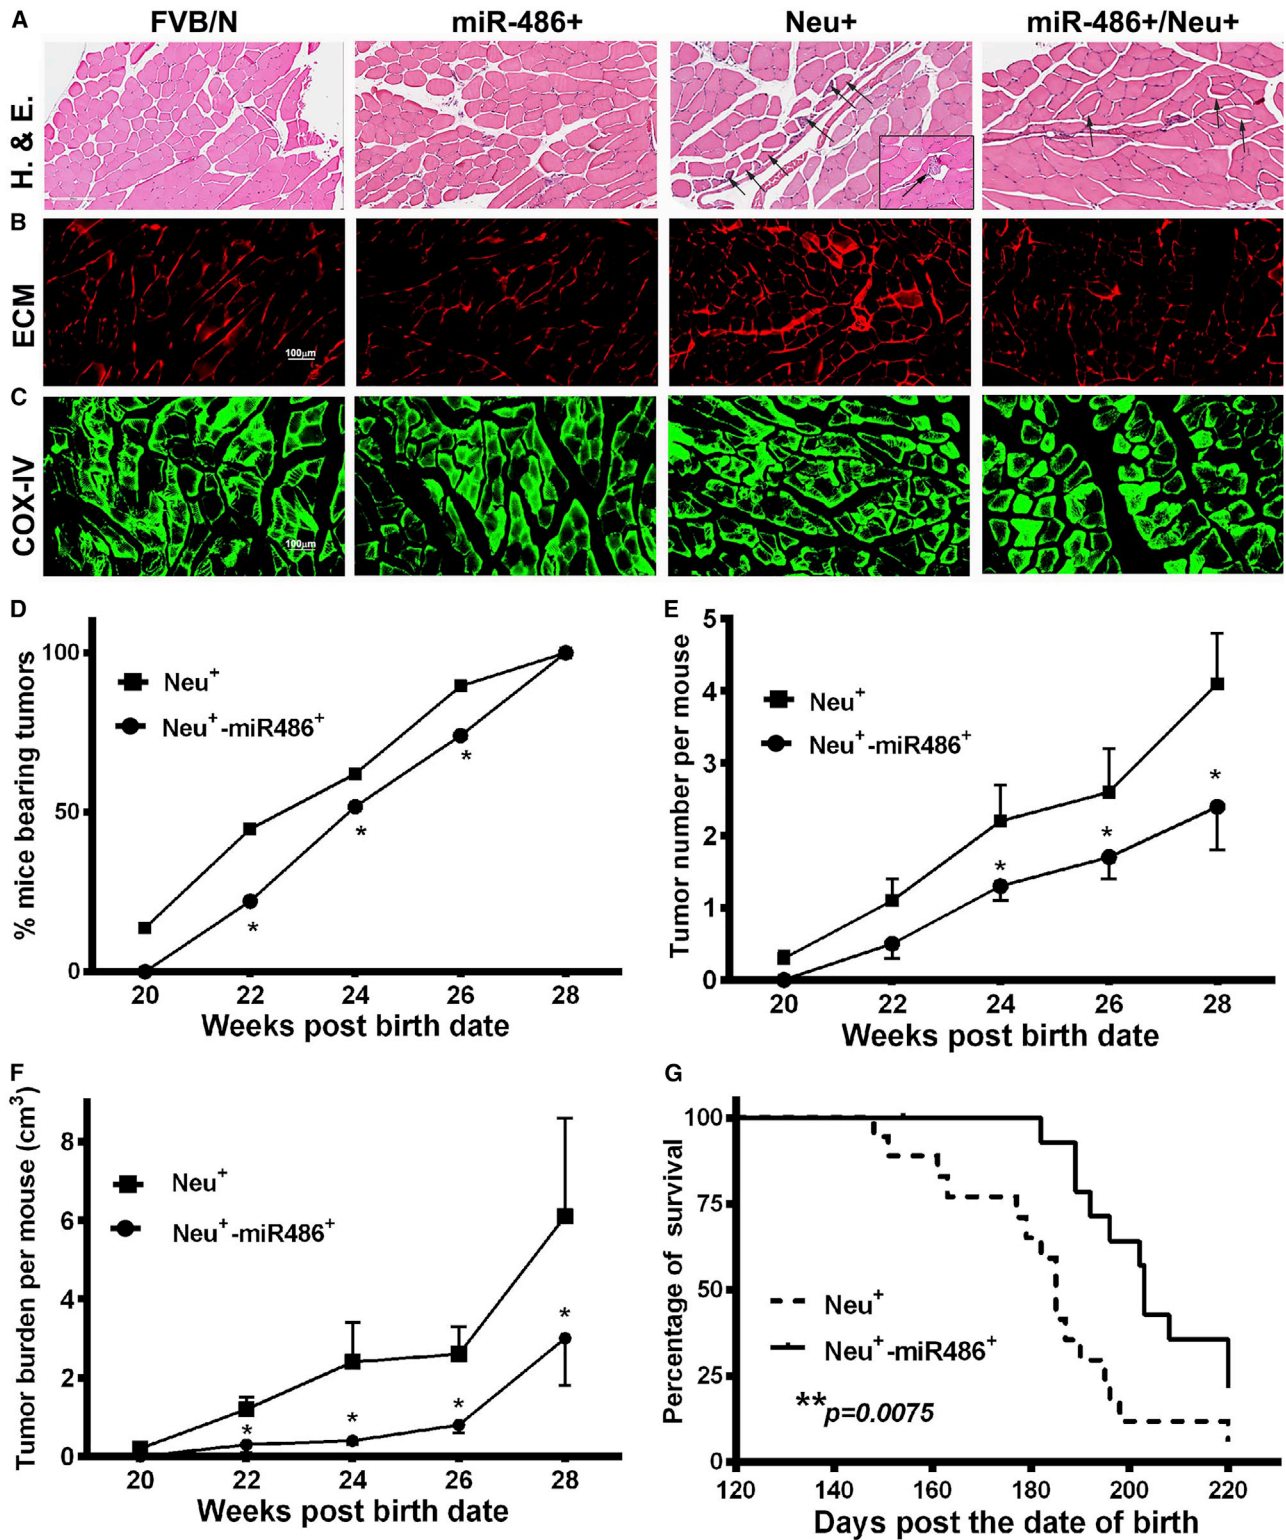 A FVB/N miR-486+ Neu+ miR-486+/Neu+
H. & E.
B
ECM
100µm
C
COX-IV
100µm
D
% mice bearing tumors
100
50
0
Neu+
Neu+-miR486+
*
*
*
20 22 24 26 28
Weeks post birth date
E
Tumor number per mouse
5
4
3
2
1
0
Neu+
Neu+-miR486+
*
*
*
20 22 24 26 28
Weeks post birth date
F
Tumor burden per mouse (cm³)
8
6
4
2
0
Neu+
Neu+-miR486+
*
*
*
*
20 22 24 26 28
Weeks post birth date
G
Percentage of survival
100
75
50
25
0
Neu+
Neu+-miR486+
**p=0.0075
120 140 160 180 200 220
Days post the date of birth